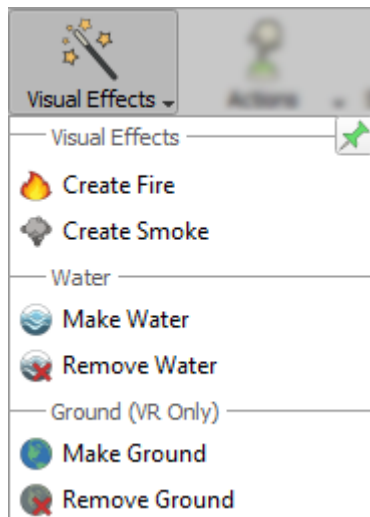 Visual Effects
Actions
Visual Effects
Create Fire
Create Smoke
Water
Make Water
Remove Water
Ground (VR Only)
Make Ground
Remove Ground